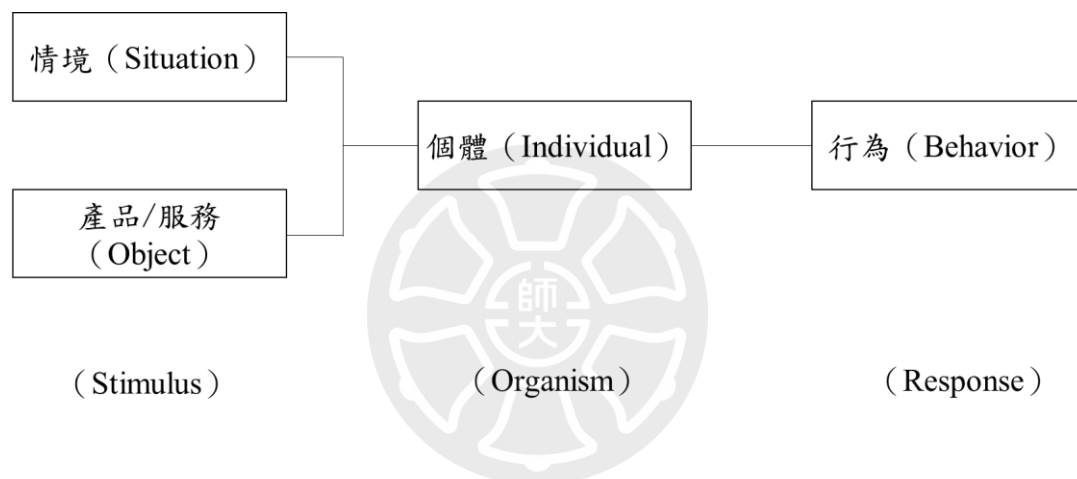 情境（Situation）
產品/服務
（Object）
個體（Individual）
行為（Behavior）
師大
（Stimulus）
（Organism）
（Response）